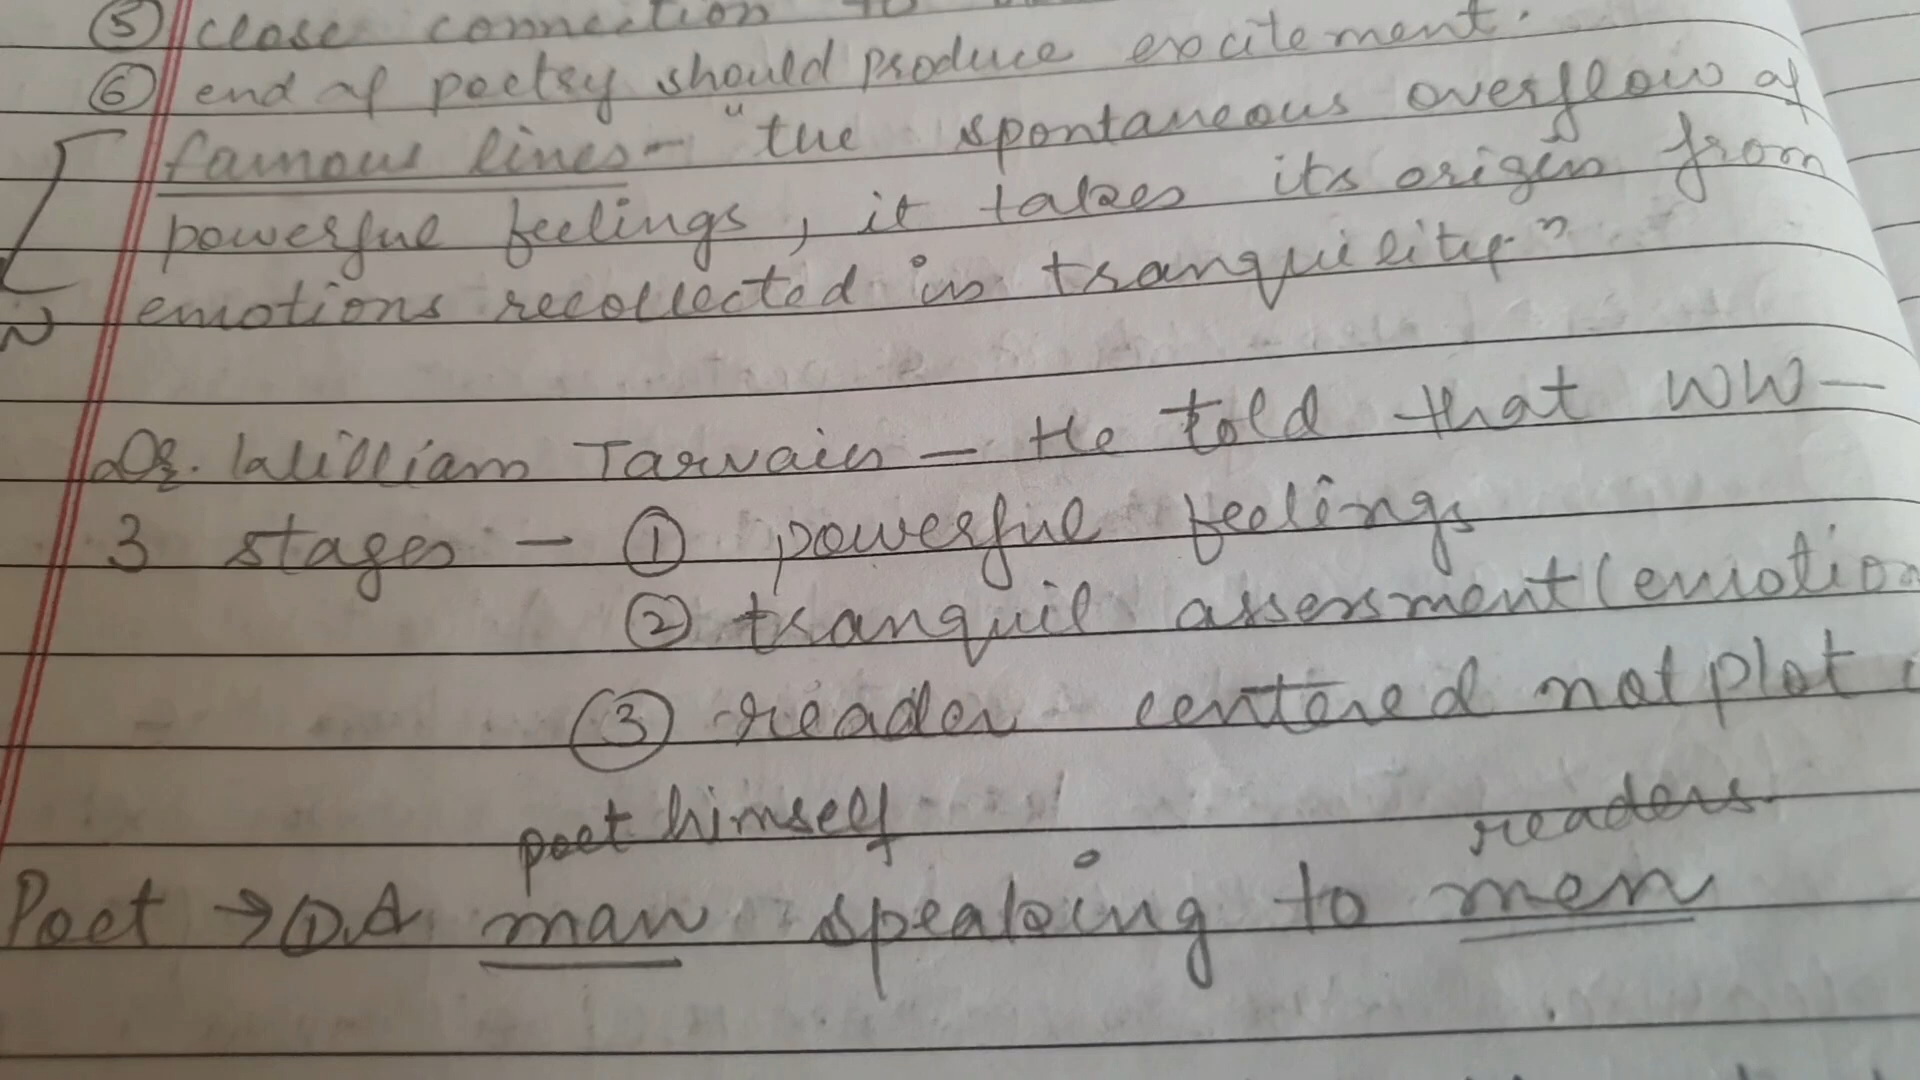 ⑤ close connection to
⑥ end of poetry should produce excitement.
famous lines- "the spontaneous overflow of
powerful feelings, it takes its origin from
emotions recollected in tranquility."
Dr. William Tarvain - He told that WW -
3 stages - ① powerful feelings
② tranquil assessment (emotion
③ reader centered not plot
poet himself readers
Poet → ①. A man speaking to men